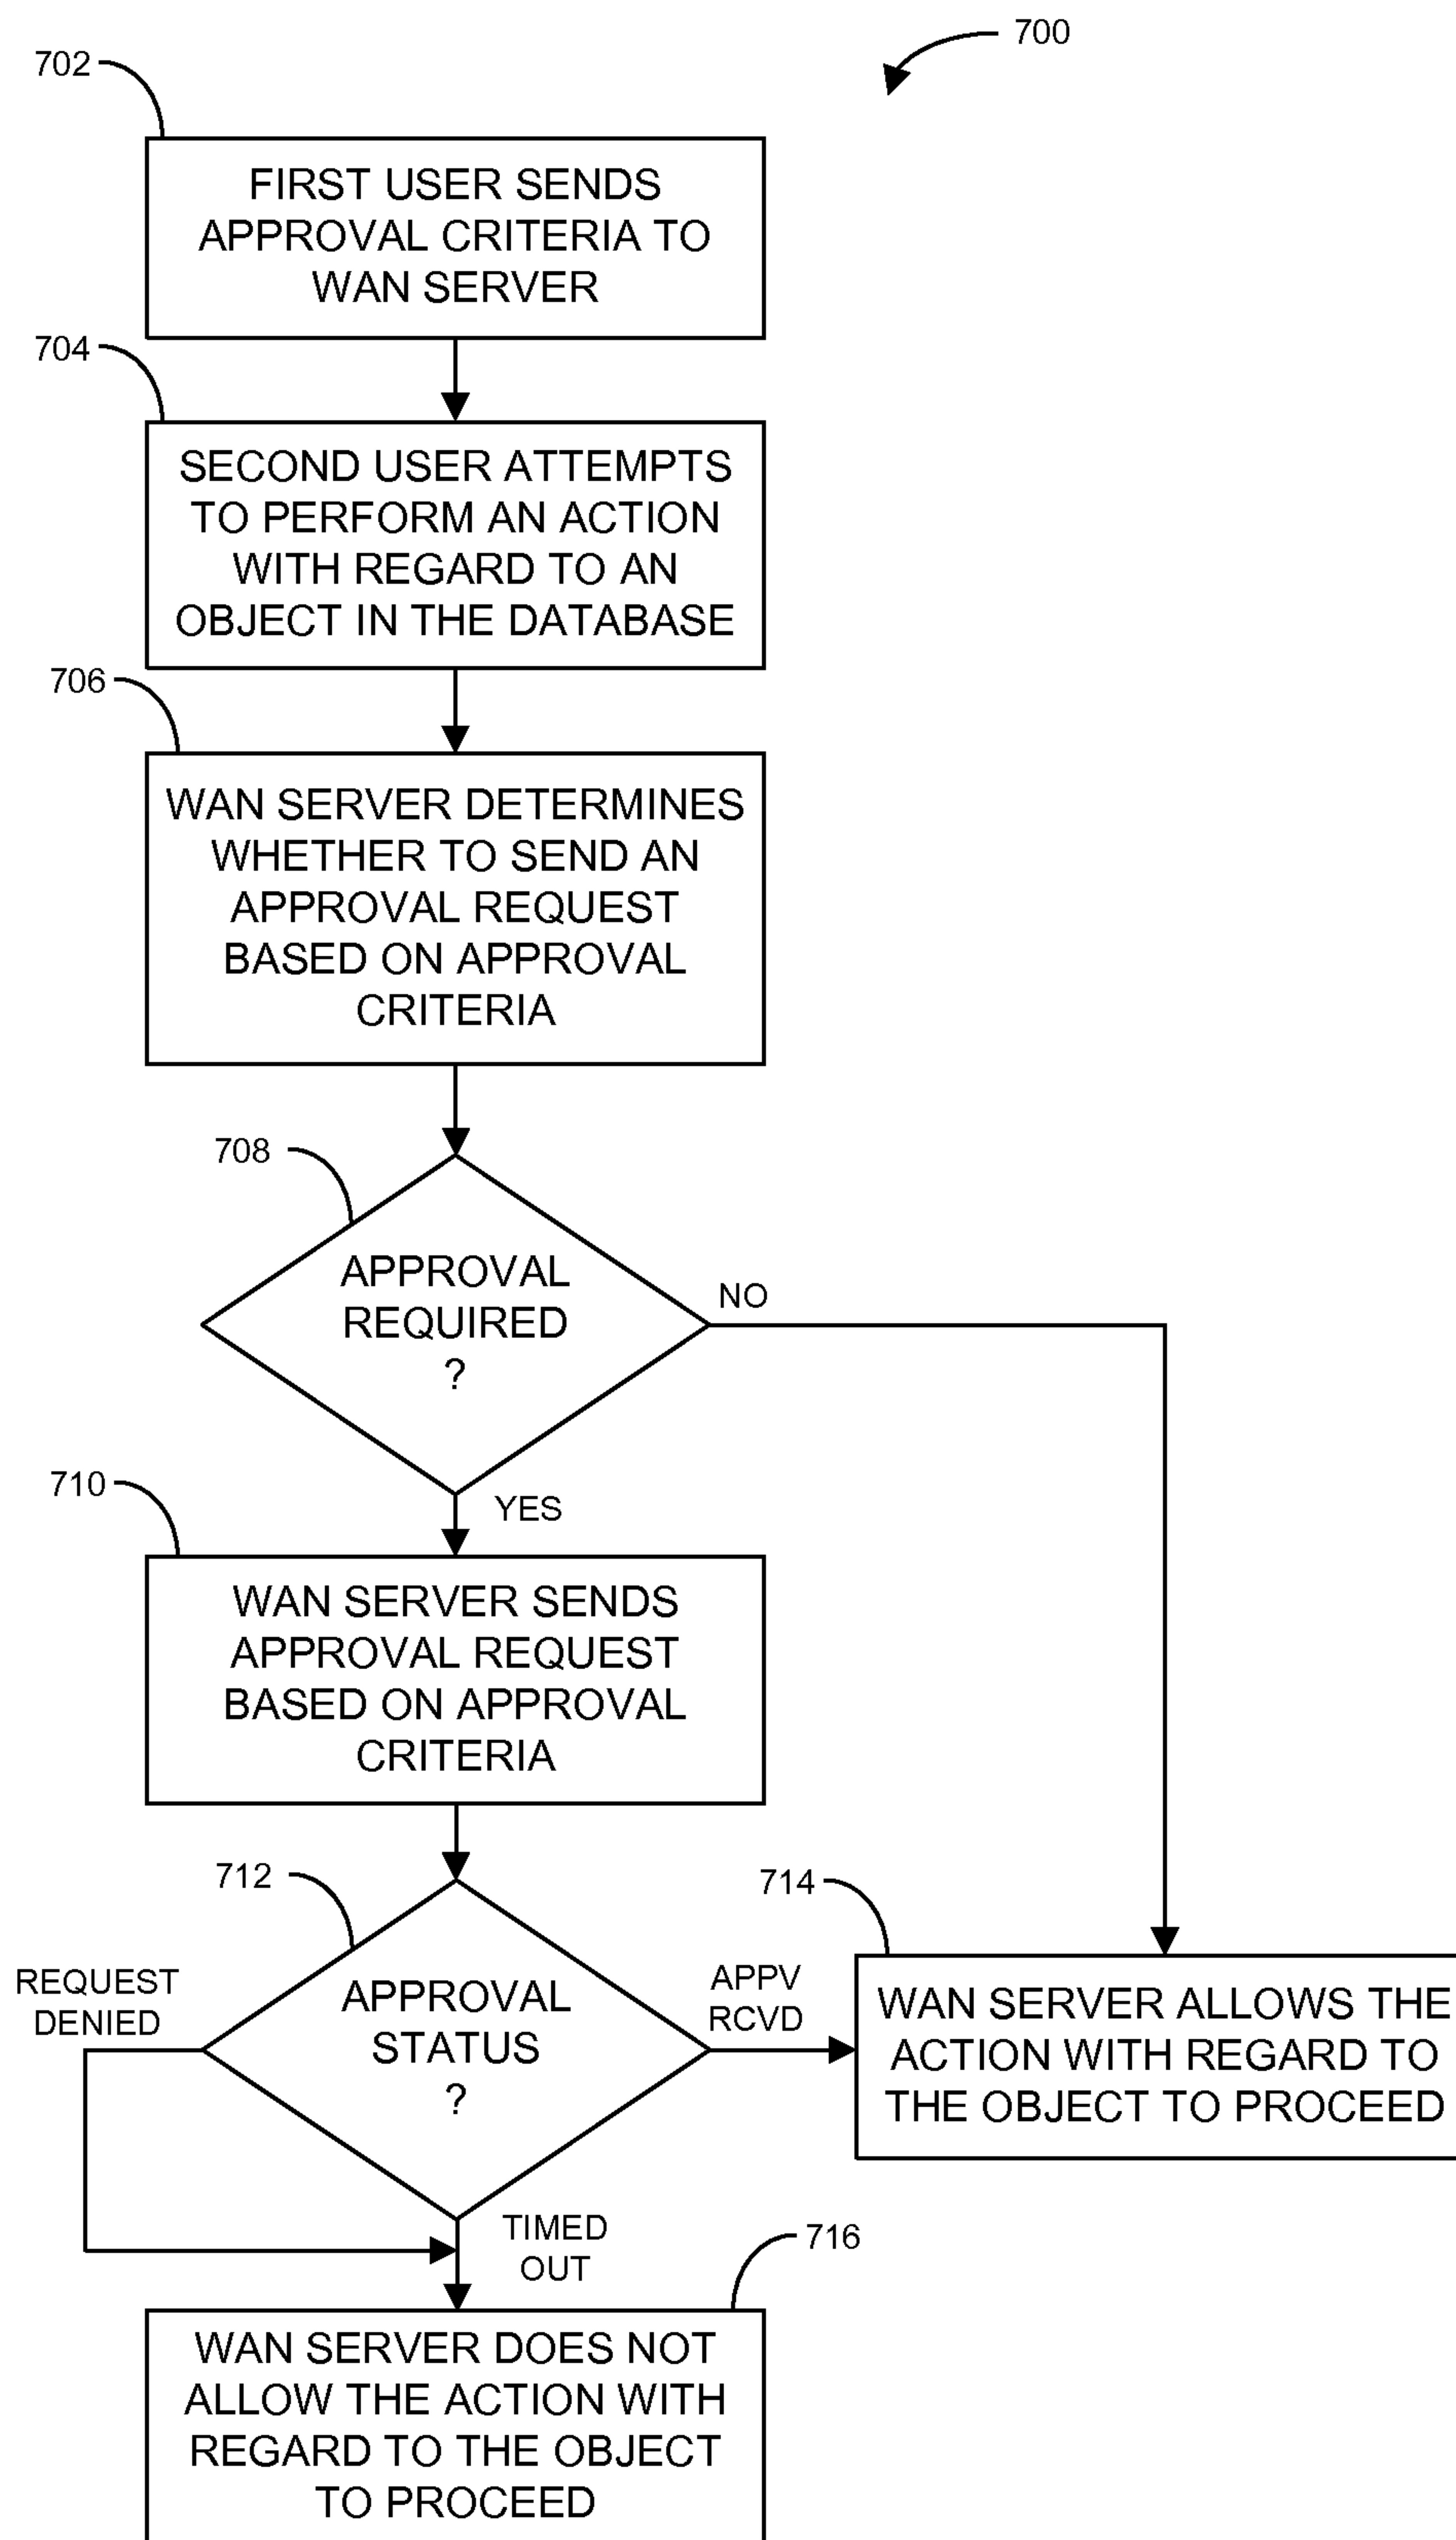 700
702
FIRST USER SENDS
APPROVAL CRITERIA TO
WAN SERVER
704
SECOND USER ATTEMPTS
TO PERFORM AN ACTION
WITH REGARD TO AN
OBJECT IN THE DATABASE
706
WAN SERVER DETERMINES
WHETHER TO SEND AN
APPROVAL REQUEST
BASED ON APPROVAL
CRITERIA
708
APPROVAL
REQUIRED
?
NO
YES
710
WAN SERVER SENDS
APPROVAL REQUEST
BASED ON APPROVAL
CRITERIA
712
APPROVAL
STATUS
?
REQUEST
DENIED
APPV
RCVD
714
WAN SERVER ALLOWS THE
ACTION WITH REGARD TO
THE OBJECT TO PROCEED
TIMED
OUT
716
WAN SERVER DOES NOT
ALLOW THE ACTION WITH
REGARD TO THE OBJECT
TO PROCEED